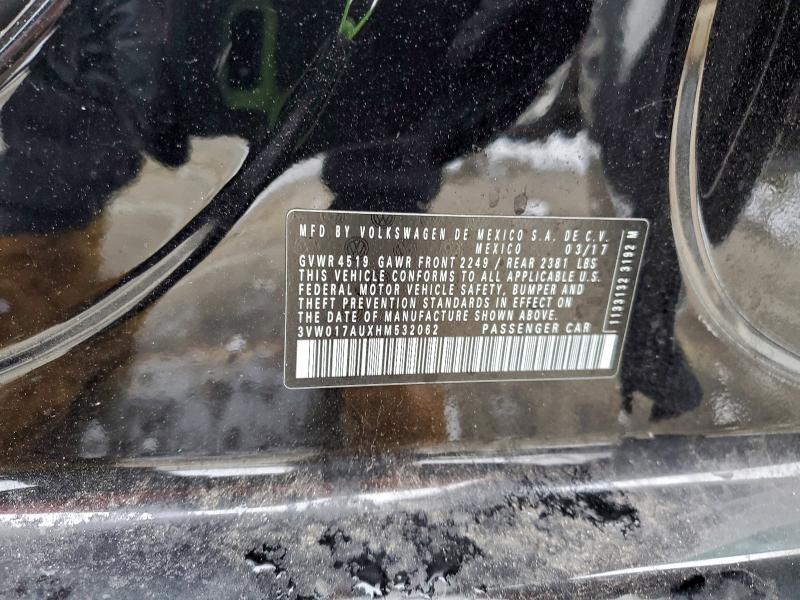 MFD BY VOLKSWAGEN DE MEXICO S.A. DE C.V.
MEXICO 03/17
GVWR 4519 GAWR FRONT 2249 / REAR 2381 LBS
THIS VEHICLE CONFORMS TO ALL APPLICABLE U.S.
FEDERAL MOTOR VEHICLE SAFETY, BUMPER AND
THEFT PREVENTION STANDARDS IN EFFECT ON
THE DATE OF MANUFACTURE SHOWN ABOVE.
3VW017AUXHM532062 PASSENGER CAR
1133132 3192 M